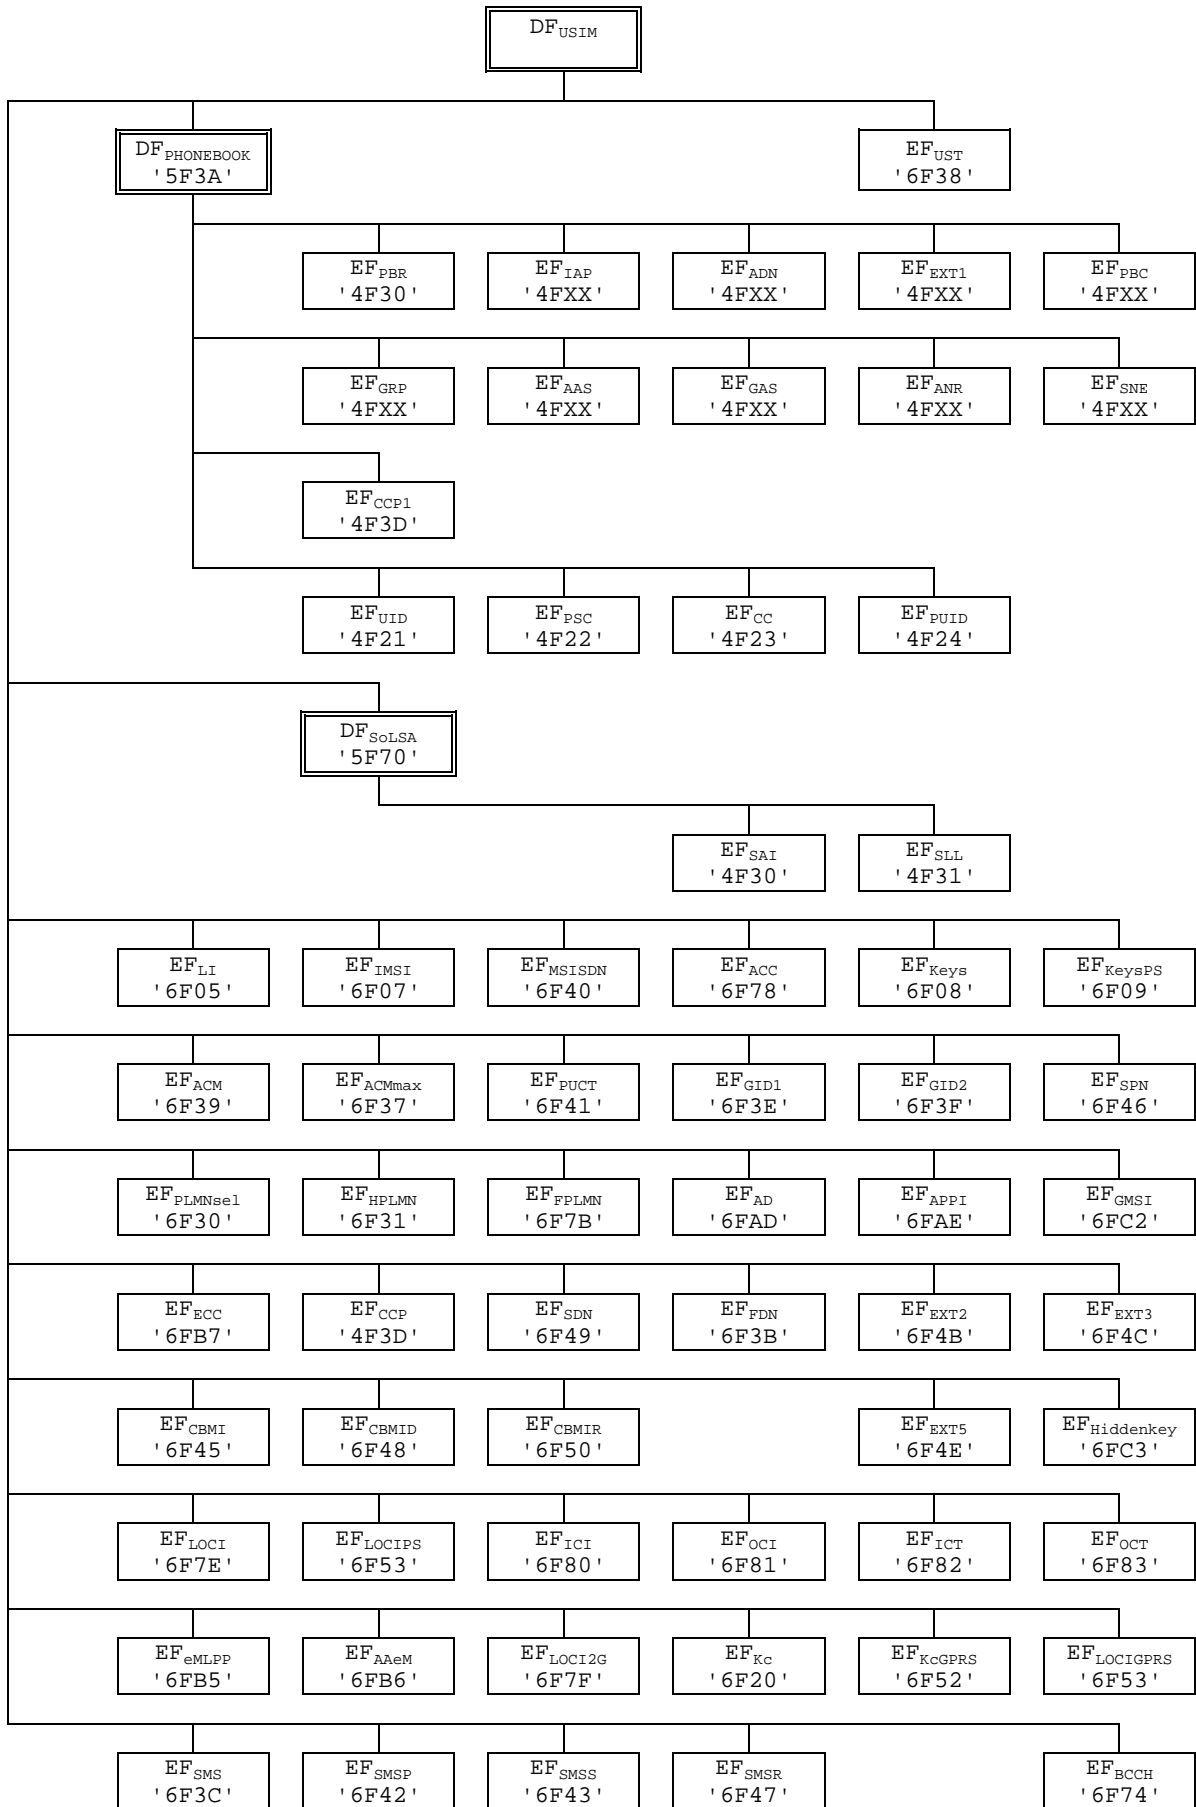 DFUSIM
DFPHONEBOOK
'5F3A'
EFUST
'6F38'
EFPBR
'4F30'
EFIAP
'4FXX'
EFADN
'4FXX'
EFEXT1
'4FXX'
EFPBC
'4FXX'
EFGRP
'4FXX'
EFAAS
'4FXX'
EFGAS
'4FXX'
EFANR
'4FXX'
EFSNE
'4FXX'
EFCCP1
'4F3D'
EFUID
'4F21'
EFPSC
'4F22'
EFCC
'4F23'
EFPUID
'4F24'
DFSoLSA
'5F70'
EFSAI
'4F30'
EFSLL
'4F31'
EFLI
'6F05'
EFIMSI
'6F07'
EFMSISDN
'6F40'
EFACC
'6F78'
EFKeys
'6F08'
EFKeysPS
'6F09'
EFACM
'6F39'
EFACMmax
'6F37'
EFPUCT
'6F41'
EFGID1
'6F3E'
EFGID2
'6F3F'
EFSPN
'6F46'
EFPLMNsel
'6F30'
EFHPLMN
'6F31'
EFFPLMN
'6F7B'
EFAD
'6FAD'
EFAPPI
'6FAE'
EFGMSI
'6FC2'
EFECC
'6FB7'
EFCCP
'4F3D'
EFSDN
'6F49'
EFFDN
'6F3B'
EFEXT2
'6F4B'
EFEXT3
'6F4C'
EFCBMI
'6F45'
EFCBMID
'6F48'
EFCBMIR
'6F50'
EFEXT5
'6F4E'
EFHiddenkey
'6FC3'
EFLOCI
'6F7E'
EFLOCIPS
'6F53'
EFICI
'6F80'
EFOCI
'6F81'
EFICT
'6F82'
EFOCT
'6F83'
EFeMLPP
'6FB5'
EFAAeM
'6FB6'
EFLOCI2G
'6F7F'
EFKc
'6F20'
EFKcGPRS
'6F52'
EFLOCIGPRS
'6F53'
EFSMS
'6F3C'
EFSMSP
'6F42'
EFSMSS
'6F43'
EFSMSR
'6F47'
EFBCCH
'6F74'